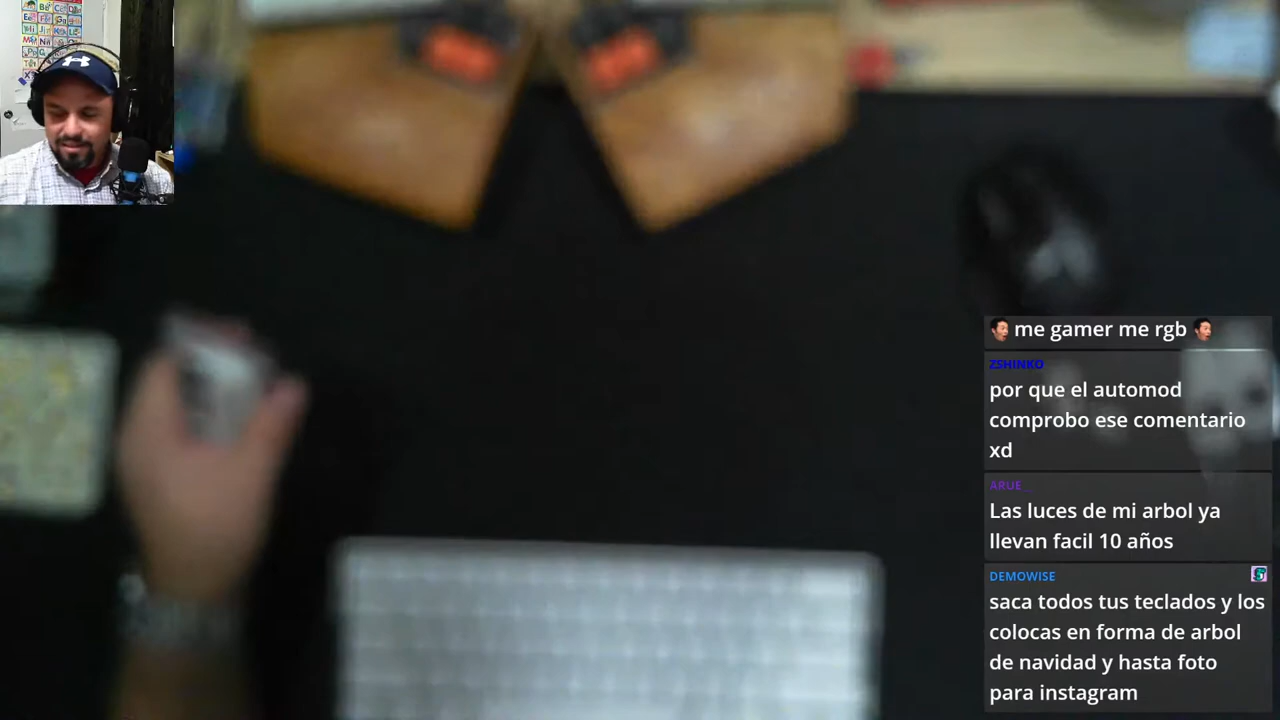 me gamer me rgb
ZSHINKO
por que el automod
comprobo ese comentario
xd
ARUE_
Las luces de mi arbol ya
llevan facil 10 años
DEMOWISE
saca todos tus teclados y los
colocas en forma de arbol
de navidad y hasta foto
para instagram